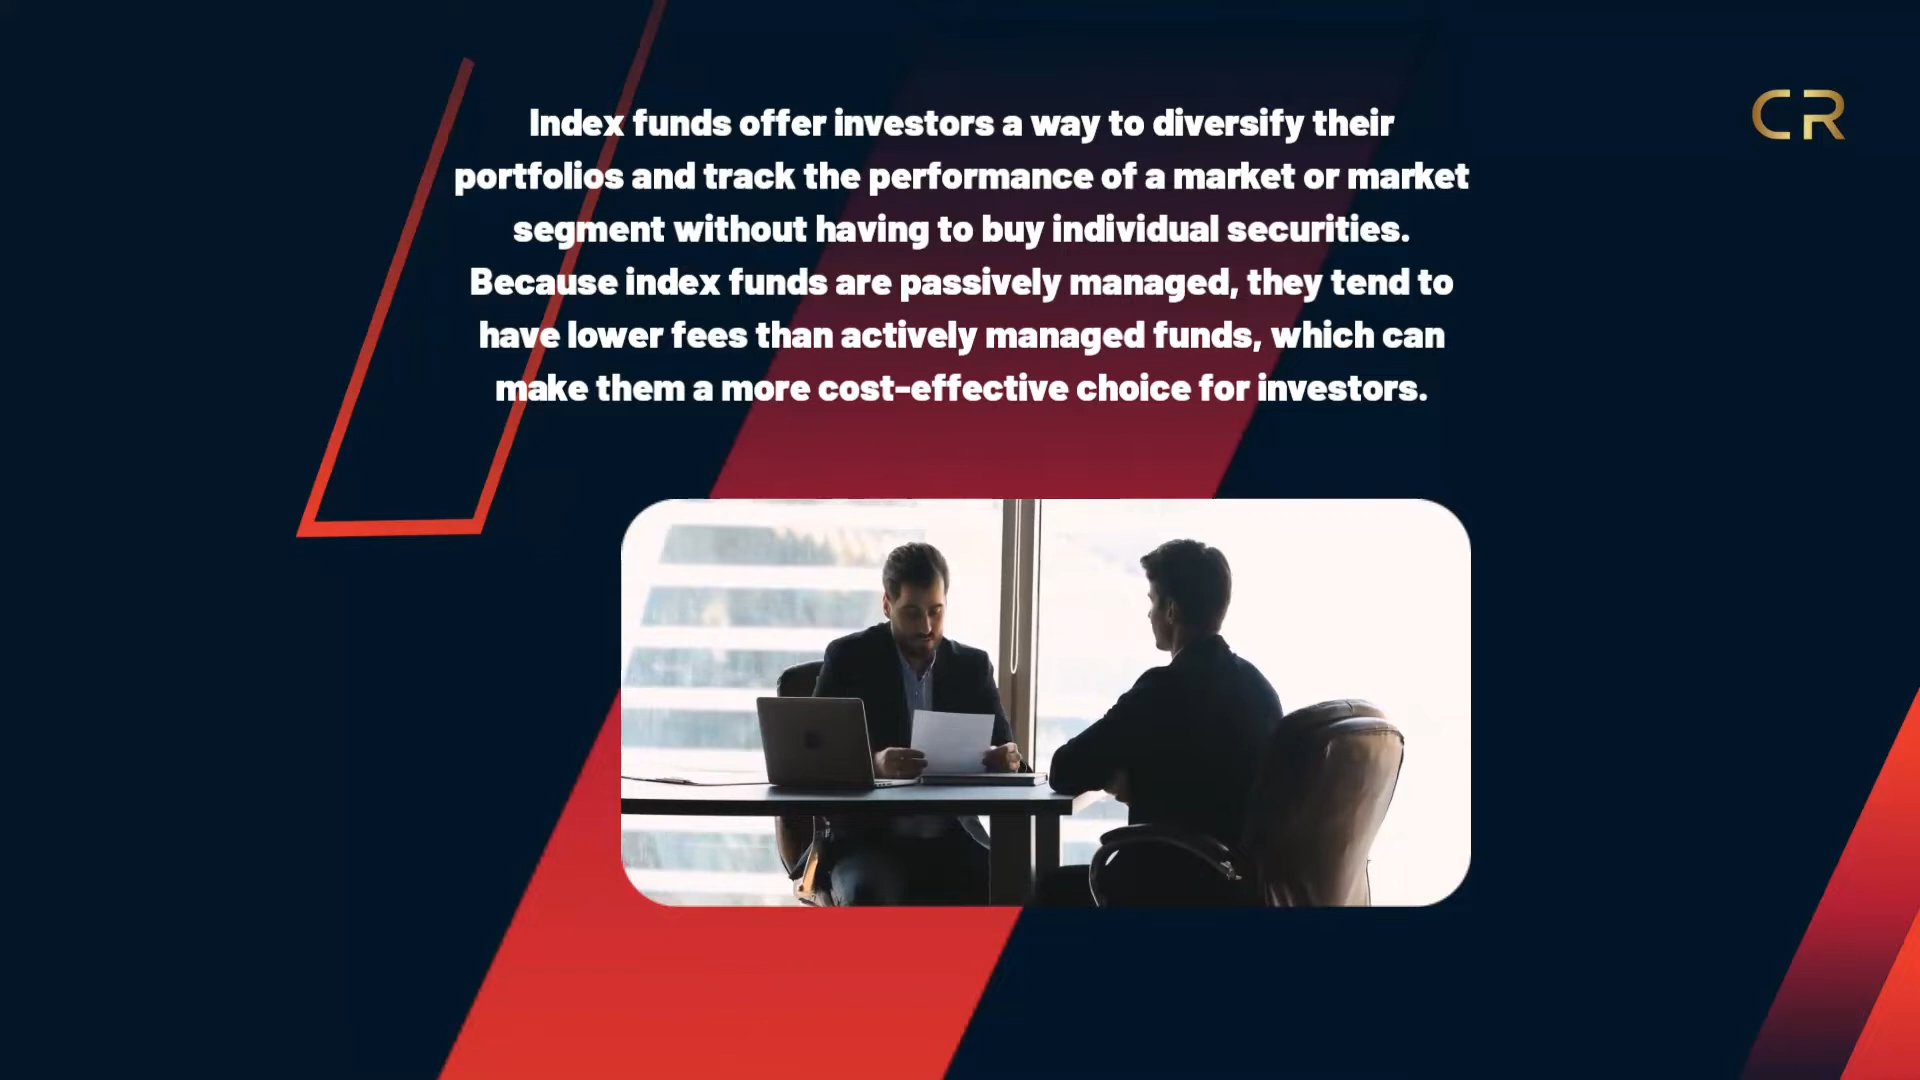 Index funds offer investors a way to diversify their
portfolios and track the performance of a market or market
segment without having to buy individual securities.
Because index funds are passively managed, they tend to
have lower fees than actively managed funds, which can
make them a more cost-effective choice for investors.
CR